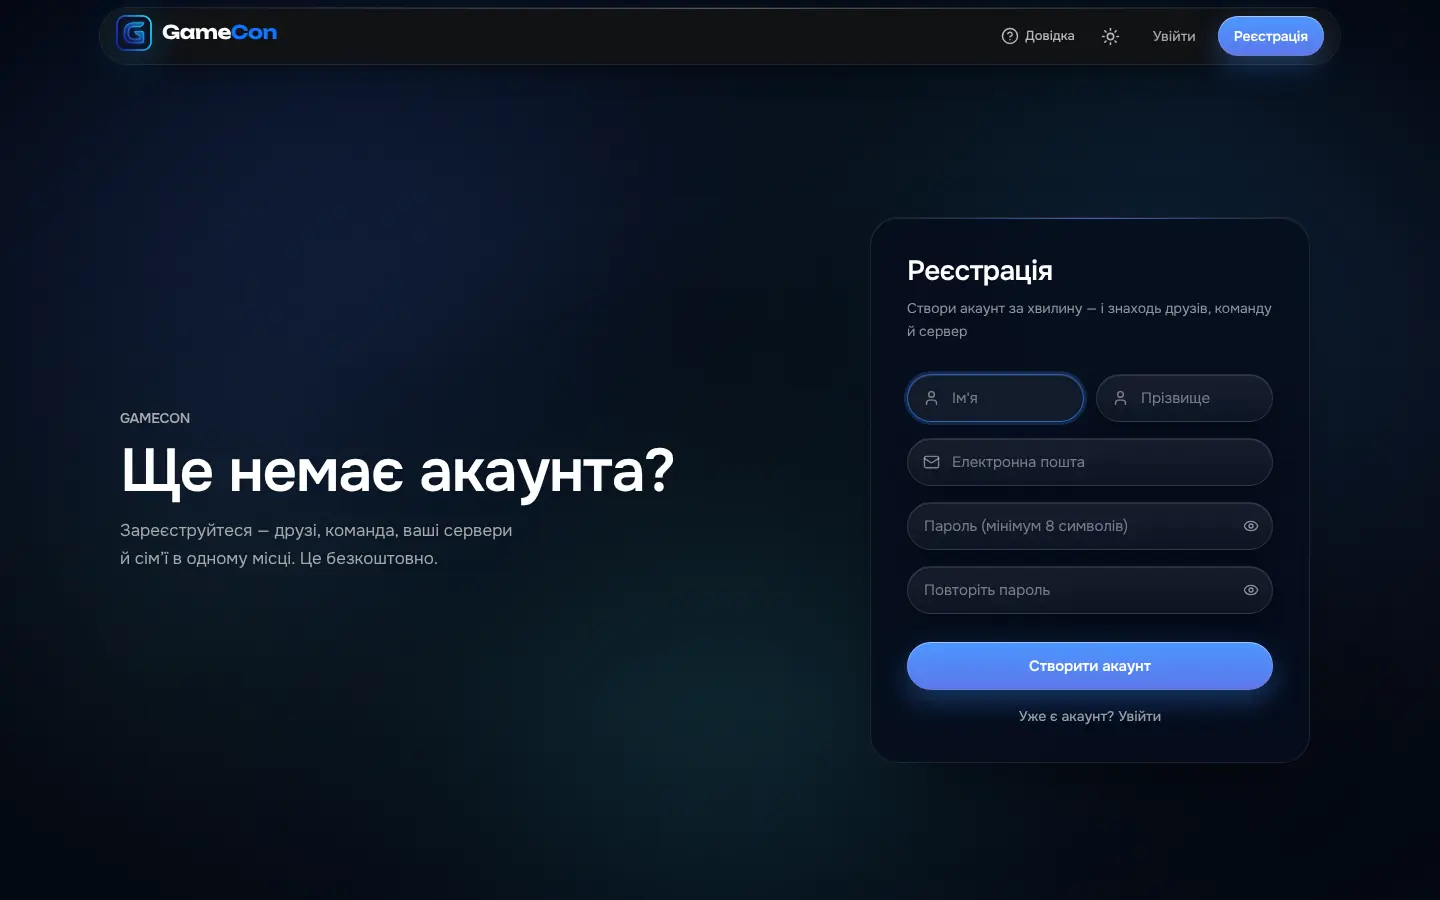 GameCon
Довідка
Увійти
Реєстрація
GAMECON
Ще немає акаунта?
Зареєструйтеся — друзі, команда, ваші сервери
й сім’ї в одному місці. Це безкоштовно.
Реєстрація
Створи акаунт за хвилину — і знаходь друзів, команду
й сервер
Ім'я
Прізвище
Електронна пошта
Пароль (мінімум 8 символів)
Повторіть пароль
Створити акаунт
Уже є акаунт? Увійти